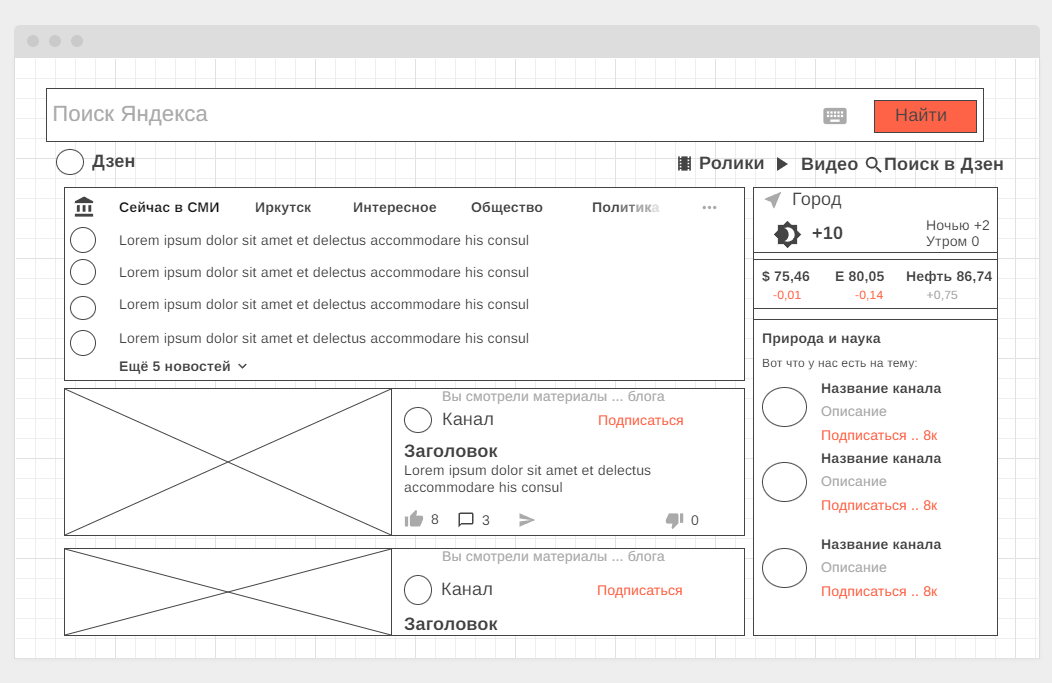 Поиск Яндекса
Найти
Дзен
Ролики
Видео
Поиск в Дзен
Сейчас в СМИ Иркутск Интересное Общество Политика ...
Lorem ipsum dolor sit amet et delectus accommodare his consul
Lorem ipsum dolor sit amet et delectus accommodare his consul
Lorem ipsum dolor sit amet et delectus accommodare his consul
Lorem ipsum dolor sit amet et delectus accommodare his consul
Ещё 5 новостей
Вы смотрели материалы ... блога
Канал
Подписаться
Заголовок
Lorem ipsum dolor sit amet et delectus
accommodare his consul
8 3 0
Вы смотрели материалы ... блога
Канал
Подписаться
Заголовок
Город
+10
Ночью +2
Утром 0
$ 75,46 E 80,05 Нефть 86,74
-0,01 -0,14 +0,75
Природа и наука
Вот что у нас есть на тему:
Название канала
Описание
Подписаться .. 8к
Название канала
Описание
Подписаться .. 8к
Название канала
Описание
Подписаться .. 8к